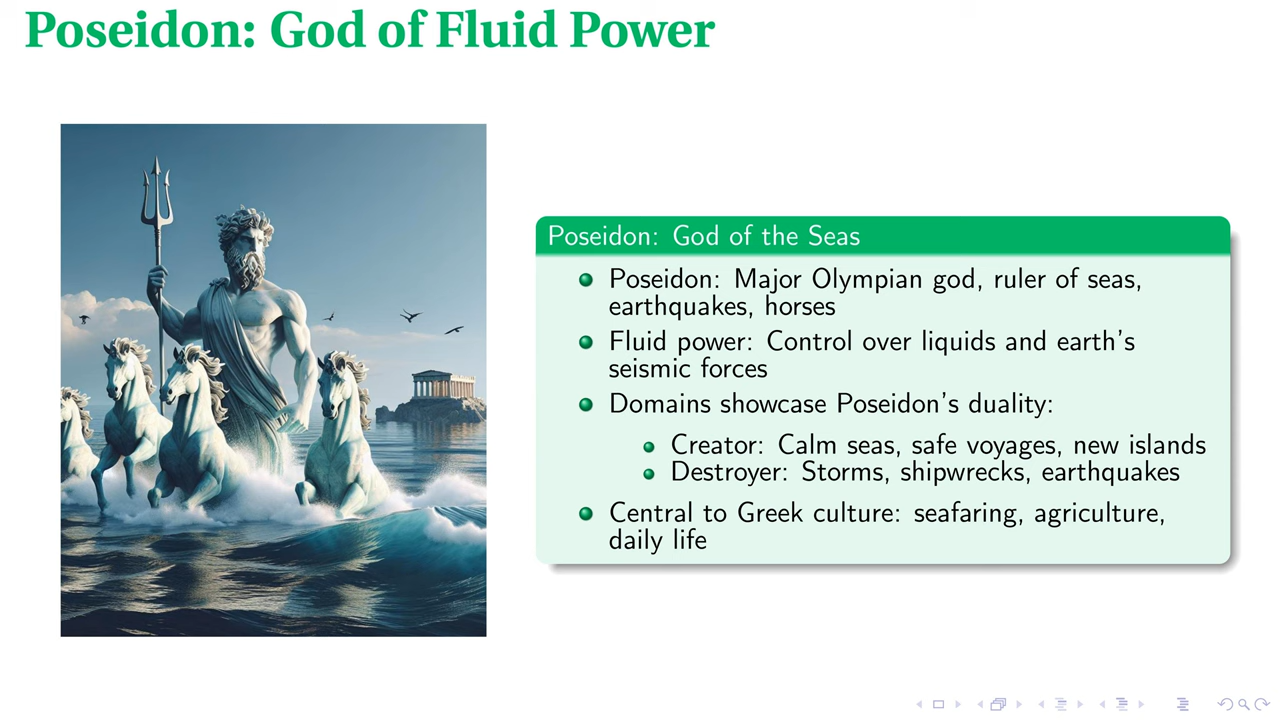 Poseidon: God of Fluid Power
Poseidon: God of the Seas
Poseidon: Major Olympian god, ruler of seas,
earthquakes, horses
Fluid power: Control over liquids and earth's
seismic forces
Domains showcase Poseidon's duality:
Creator: Calm seas, safe voyages, new islands
Destroyer: Storms, shipwrecks, earthquakes
Central to Greek culture: seafaring, agriculture,
daily life